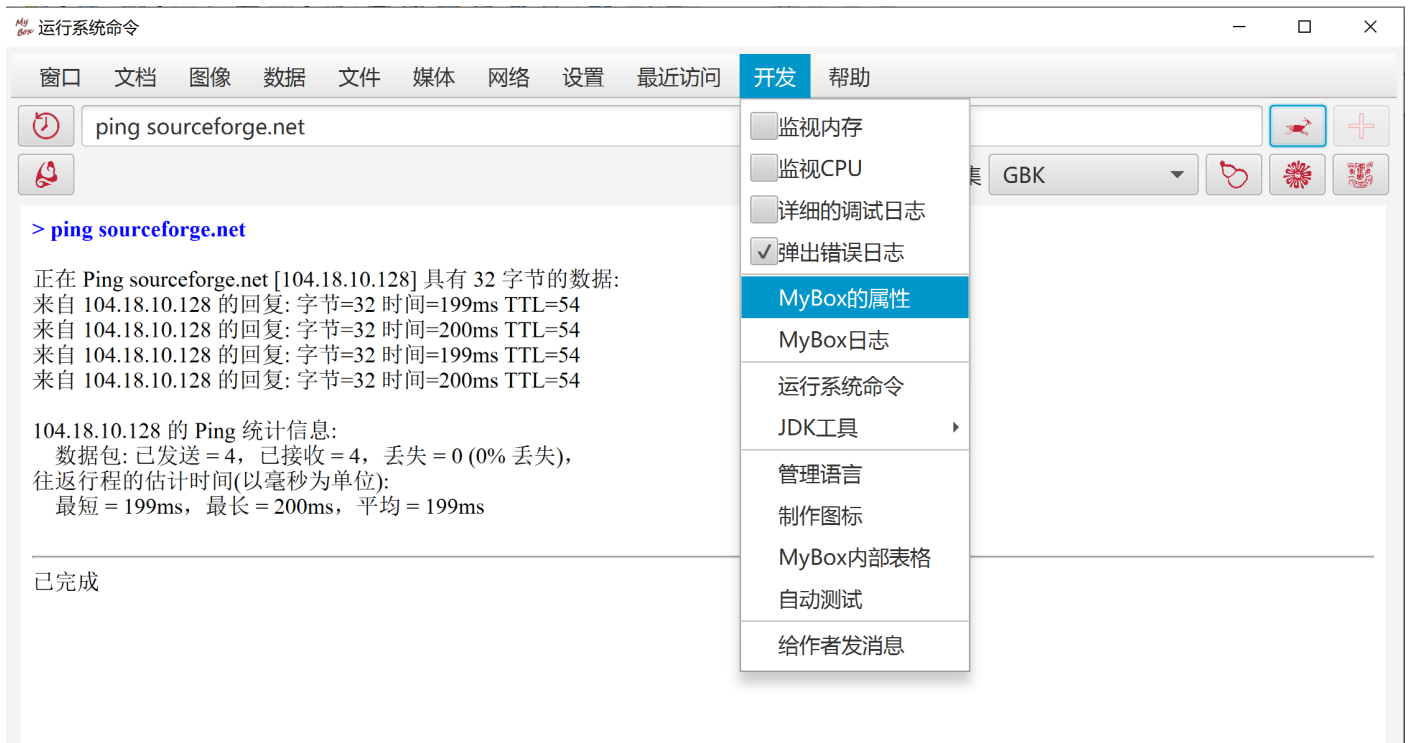 My Box 运行系统命令
窗口 文档 图像 数据 文件 媒体 网络 设置 最近访问 开发 帮助
ping sourceforge.net
集 GBK
> ping sourceforge.net
正在 Ping sourceforge.net [104.18.10.128] 具有 32 字节的数据:
来自 104.18.10.128 的回复: 字节=32 时间=199ms TTL=54
来自 104.18.10.128 的回复: 字节=32 时间=200ms TTL=54
来自 104.18.10.128 的回复: 字节=32 时间=199ms TTL=54
来自 104.18.10.128 的回复: 字节=32 时间=200ms TTL=54
104.18.10.128 的 Ping 统计信息:
数据包: 已发送 = 4，已接收 = 4，丢失 = 0 (0% 丢失)，
往返行程的估计时间(以毫秒为单位):
最短 = 199ms，最长 = 200ms，平均 = 199ms
已完成
监视内存
监视CPU
详细的调试日志
弹出错误日志
MyBox的属性
MyBox日志
运行系统命令
JDK工具
管理语言
制作图标
MyBox内部表格
自动测试
给作者发消息